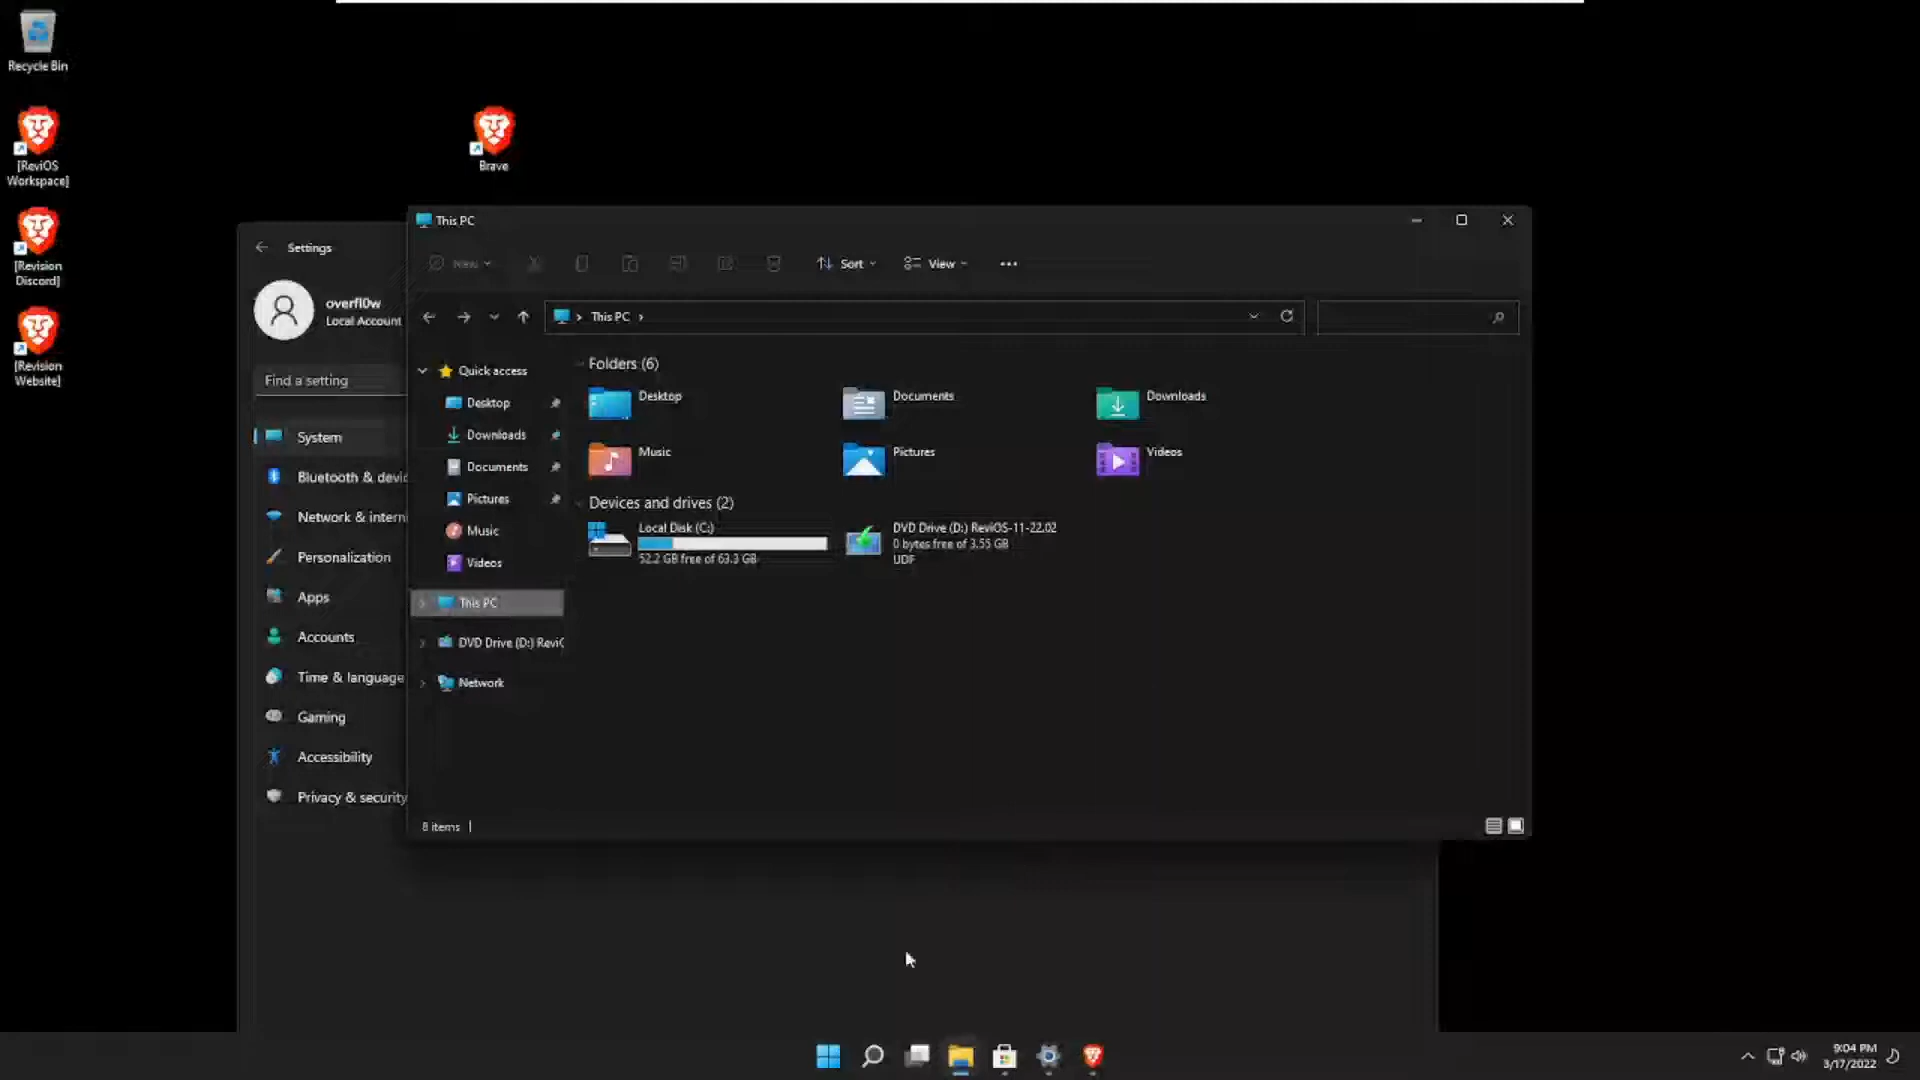 Recycle Bin
[ReviOS
Workspace]
[Revision
Discord]
[Revision
Website]
Brave
Settings
overfl0w
Local Account
Find a setting
System
Bluetooth & devic
Network & intern
Personalization
Apps
Accounts
Time & language
Gaming
Accessibility
Privacy & security
This PC
New
Sort
View
This PC
Quick access
Desktop
Downloads
Documents
Pictures
Music
Videos
This PC
DVD Drive (D:) ReviO
Network
Folders (6)
Desktop
Documents
Downloads
Music
Pictures
Videos
Devices and drives (2)
Local Disk (C:)
52.2 GB free of 63.3 GB
DVD Drive (D:) ReviOS-11-22.02
0 bytes free of 3.55 GB
UDF
8 items
9:04 PM
3/17/2022